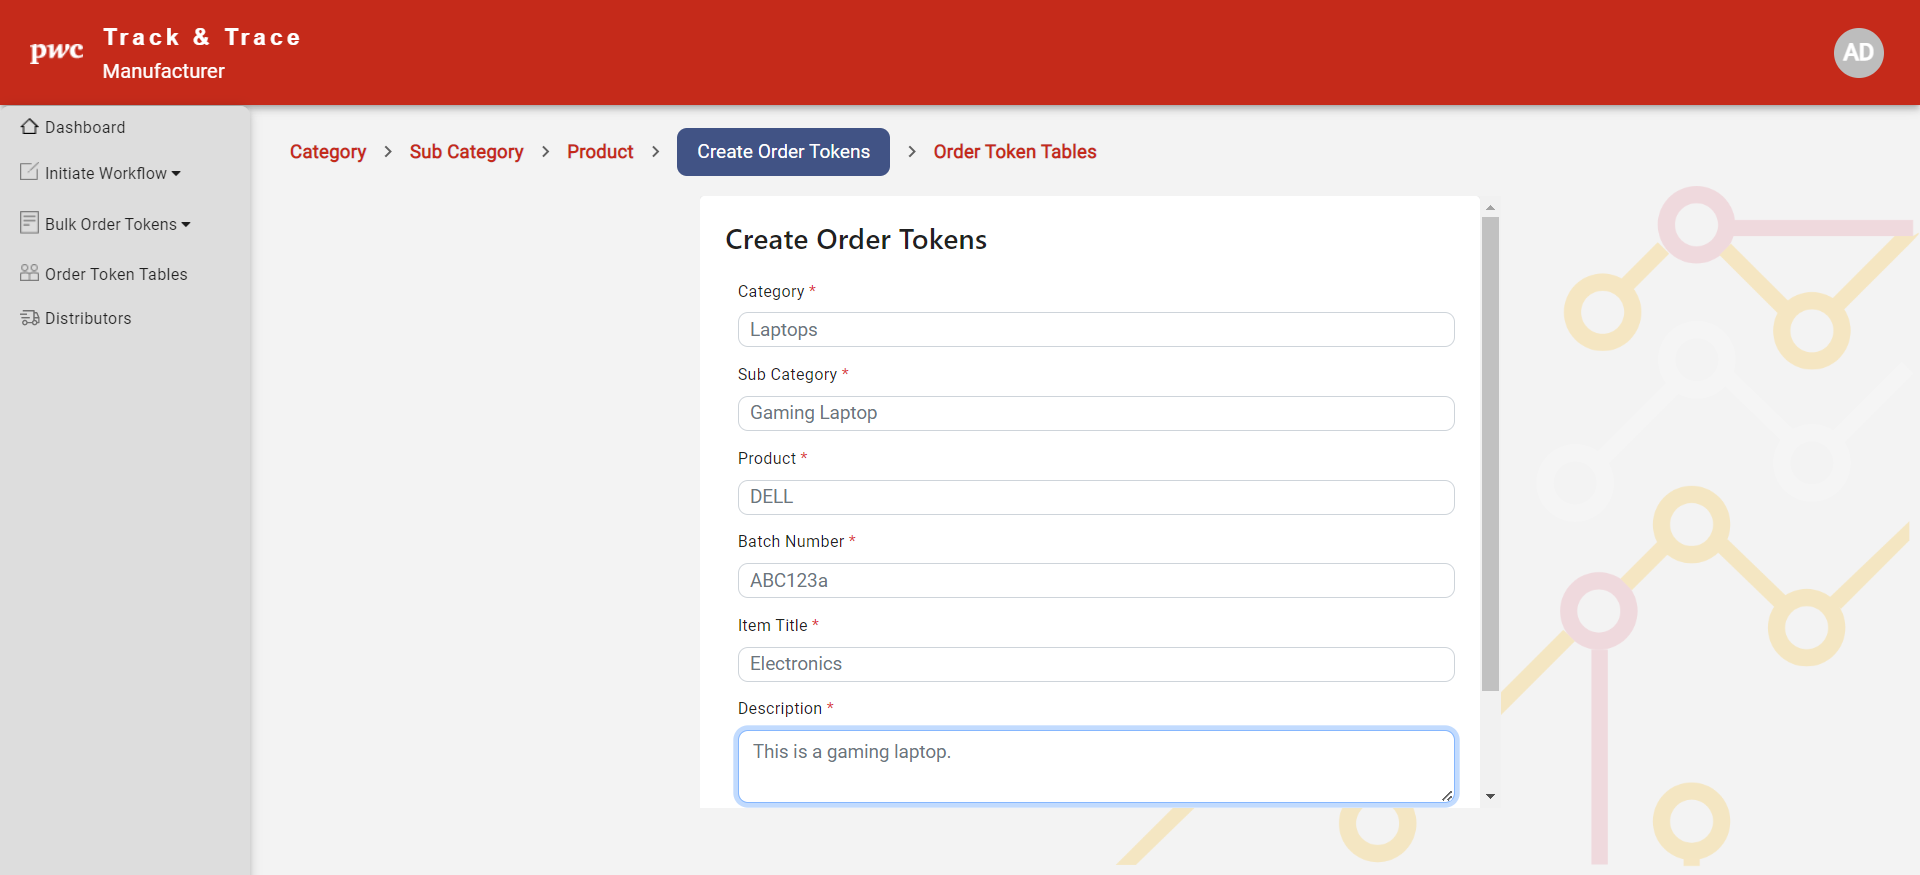 pwc
Track & Trace
Manufacturer
AD
Dashboard
Initiate Workflow
Bulk Order Tokens
Order Token Tables
Distributors
Category > Sub Category > Product > Create Order Tokens > Order Token Tables
Create Order Tokens
Category *
Laptops
Sub Category *
Gaming Laptop
Product *
DELL
Batch Number *
ABC123a
Item Title *
Electronics
Description *
This is a gaming laptop.